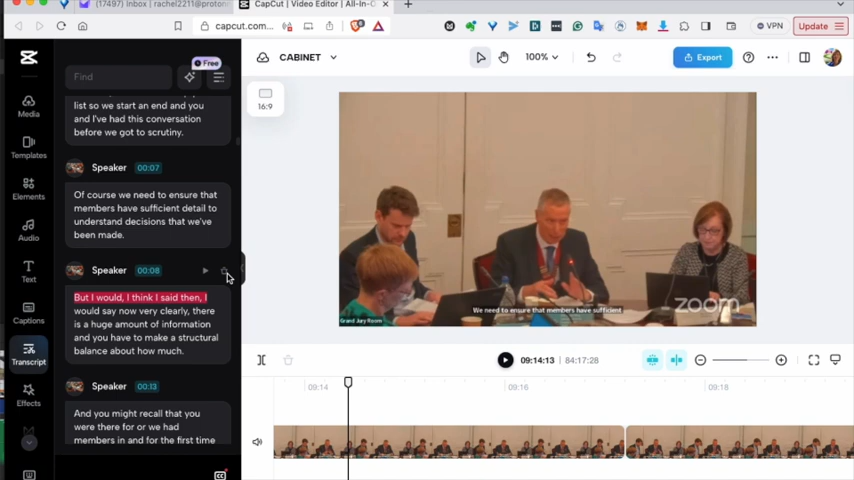 (17497) Inbox | rachel2211@proton
CapCut | Video Editor | All-In-O
capcut.com
VPN
Update
Free
Find
CABINET
100%
Export
16:9
Media
Templates
Elements
Audio
Text
Captions
Transcript
Effects
list so we start an end and you
and I've had this conversation
before we got to scrutiny.
Speaker 00:07
Of course we need to ensure that
members have sufficient detail to
understand decisions that we've
been made.
Speaker 00:08
But I would, I think I said then, I
would say now very clearly, there
is a huge amount of information
and you have to make a structural
balance about how much.
Speaker 00:13
And you might recall that you
were there for or we had
members in and for the first time
We need to ensure that members have sufficient
Grand Jury Room
zoom
09:14:13 | 84:17:28
09:14
09:16
09:18